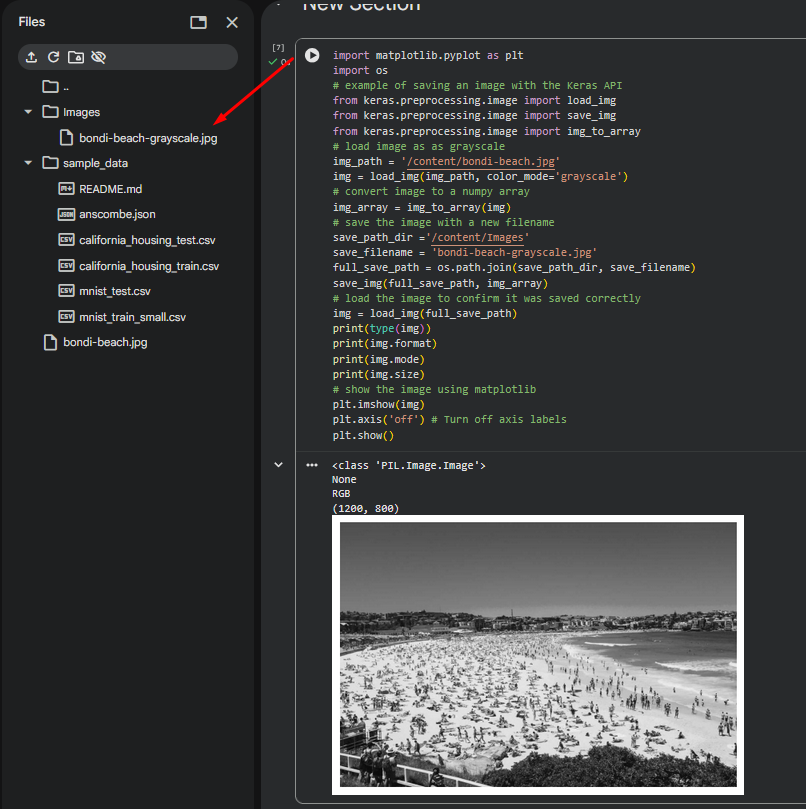 Files
New Section
..
Images
bondi-beach-grayscale.jpg
sample_data
README.md
anscombe.json
california_housing_test.csv
california_housing_train.csv
mnist_test.csv
mnist_train_small.csv
bondi-beach.jpg
[7]
import matplotlib.pyplot as plt
import os
# example of saving an image with the Keras API
from keras.preprocessing.image import load_img
from keras.preprocessing.image import save_img
from keras.preprocessing.image import img_to_array
# load image as as grayscale
img_path = '/content/bondi-beach.jpg'
img = load_img(img_path, color_mode='grayscale')
# convert image to a numpy array
img_array = img_to_array(img)
# save the image with a new filename
save_path_dir ='/content/Images'
save_filename = 'bondi-beach-grayscale.jpg'
full_save_path = os.path.join(save_path_dir, save_filename)
save_img(full_save_path, img_array)
# load the image to confirm it was saved correctly
img = load_img(full_save_path)
print(type(img))
print(img.format)
print(img.mode)
print(img.size)
# show the image using matplotlib
plt.imshow(img)
plt.axis('off') # Turn off axis labels
plt.show()
<class 'PIL.Image.Image'>
None
RGB
(1200, 800)